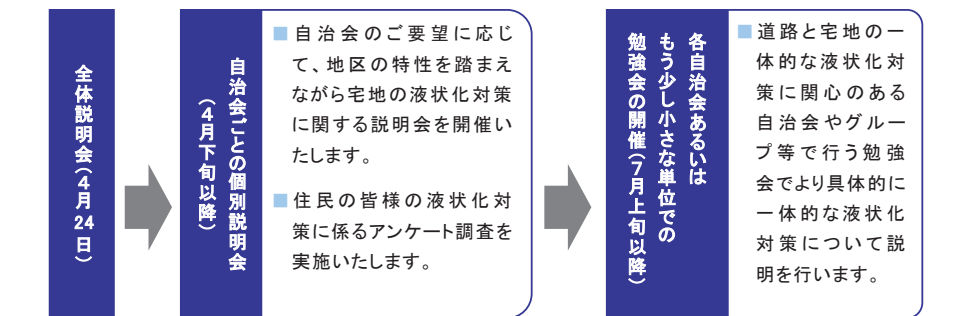 全体説明会（４月24日）
自治会ごとの個別説明会
（４月下旬以降）
■自治会のご要望に応じ
て、地区の特性を踏まえ
ながら宅地の液状化対策
に関する説明会を開催い
たします。
■住民の皆様の液状化対
策に係るアンケート調査を
実施いたします。
各自治会あるいは
もう少し小さな単位での
勉強会の開催（７月上旬以降）
■道路と宅地の一
体的な液状化対
策に関心のある
自治会やグルー
プ等で行う勉強
会でより具体的に
一体的な液状化
対策について説
明を行います。